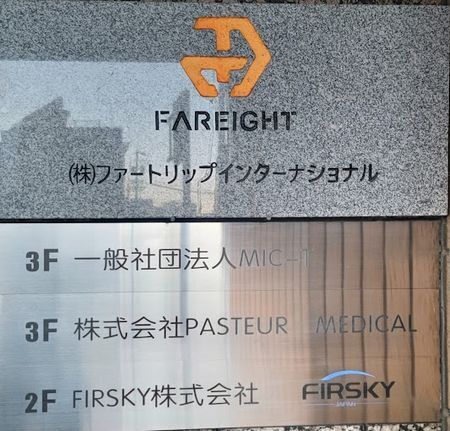 FAREIGHT
㈱ファートリップインターナショナル
3F 一般社団法人MIC-T
3F 株式会社PASTEUR MEDICAL
2F FIRSKY株式会社 FIRSKY
JAPAN